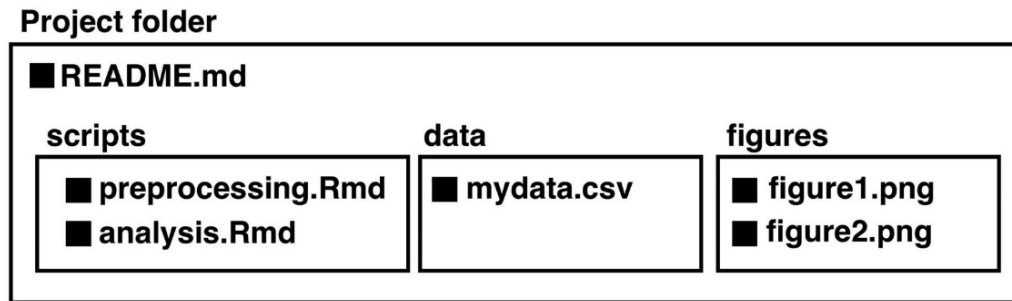 Project folder
README.md
scripts
preprocessing.Rmd
analysis.Rmd
data
mydata.csv
figures
figure1.png
figure2.png